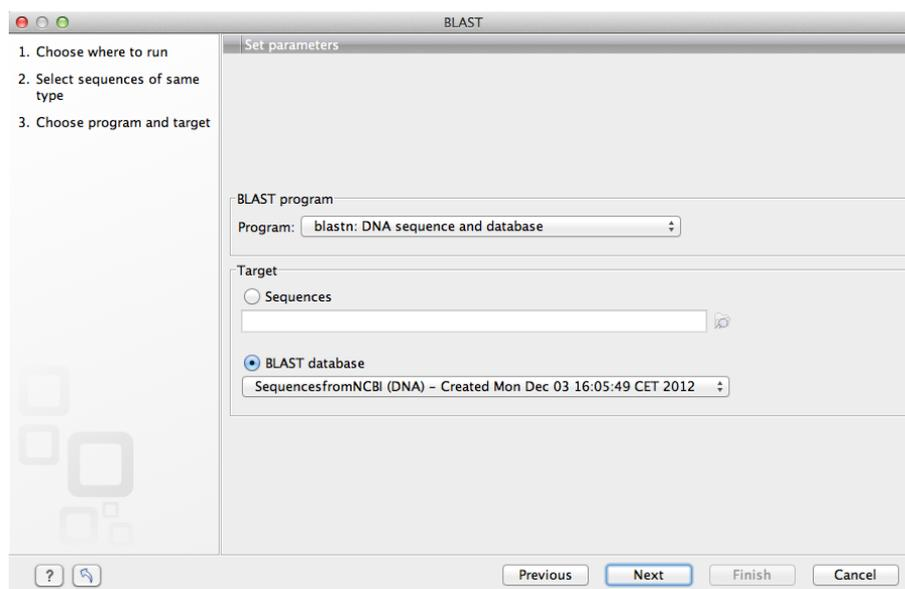 BLAST
1. Choose where to run
2. Select sequences of same
type
3. Choose program and target
Set parameters
BLAST program
Program: blastn: DNA sequence and database
Target
Sequences
BLAST database
SequencesfromNCBI (DNA) – Created Mon Dec 03 16:05:49 CET 2012
?
Previous
Next
Finish
Cancel